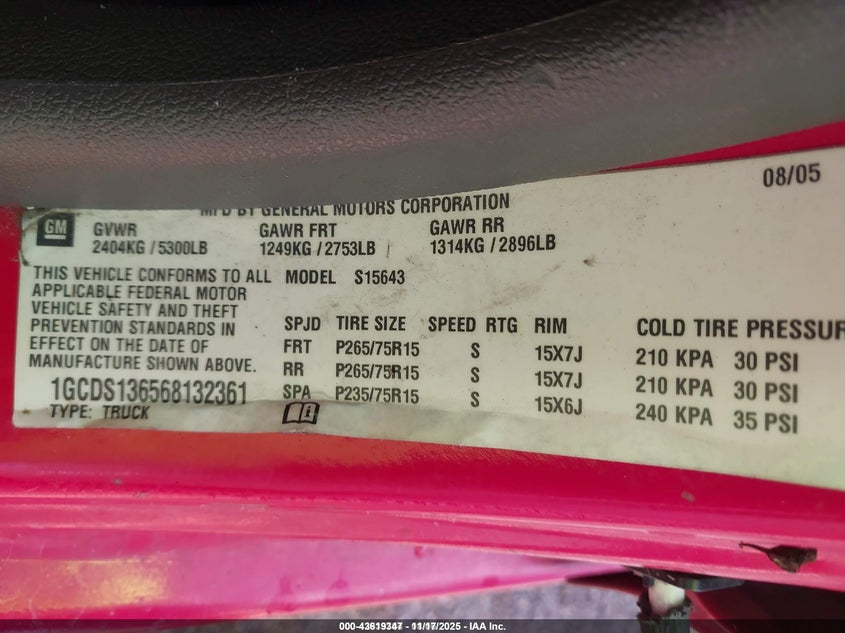 08/05
MFD BY GENERAL MOTORS CORPORATION
GM GVWR GAWR FRT GAWR RR
2404KG / 5300LB 1249KG / 2753LB 1314KG / 2896LB
THIS VEHICLE CONFORMS TO ALL
APPLICABLE FEDERAL MOTOR
VEHICLE SAFETY AND THEFT
PREVENTION STANDARDS IN
EFFECT ON THE DATE OF
MANUFACTURE SHOWN ABOVE.
1GCDS136568132361
TYPE: TRUCK
MODEL S15643
SPJD TIRE SIZE SPEED RTG RIM COLD TIRE PRESSUR
FRT P265/75R15 S 15X7J 210 KPA 30 PSI
RR P265/75R15 S 15X7J 210 KPA 30 PSI
SPA P235/75R15 S 15X6J 240 KPA 35 PSI
000-43619347 - 11/17/2025 - IAA Inc.